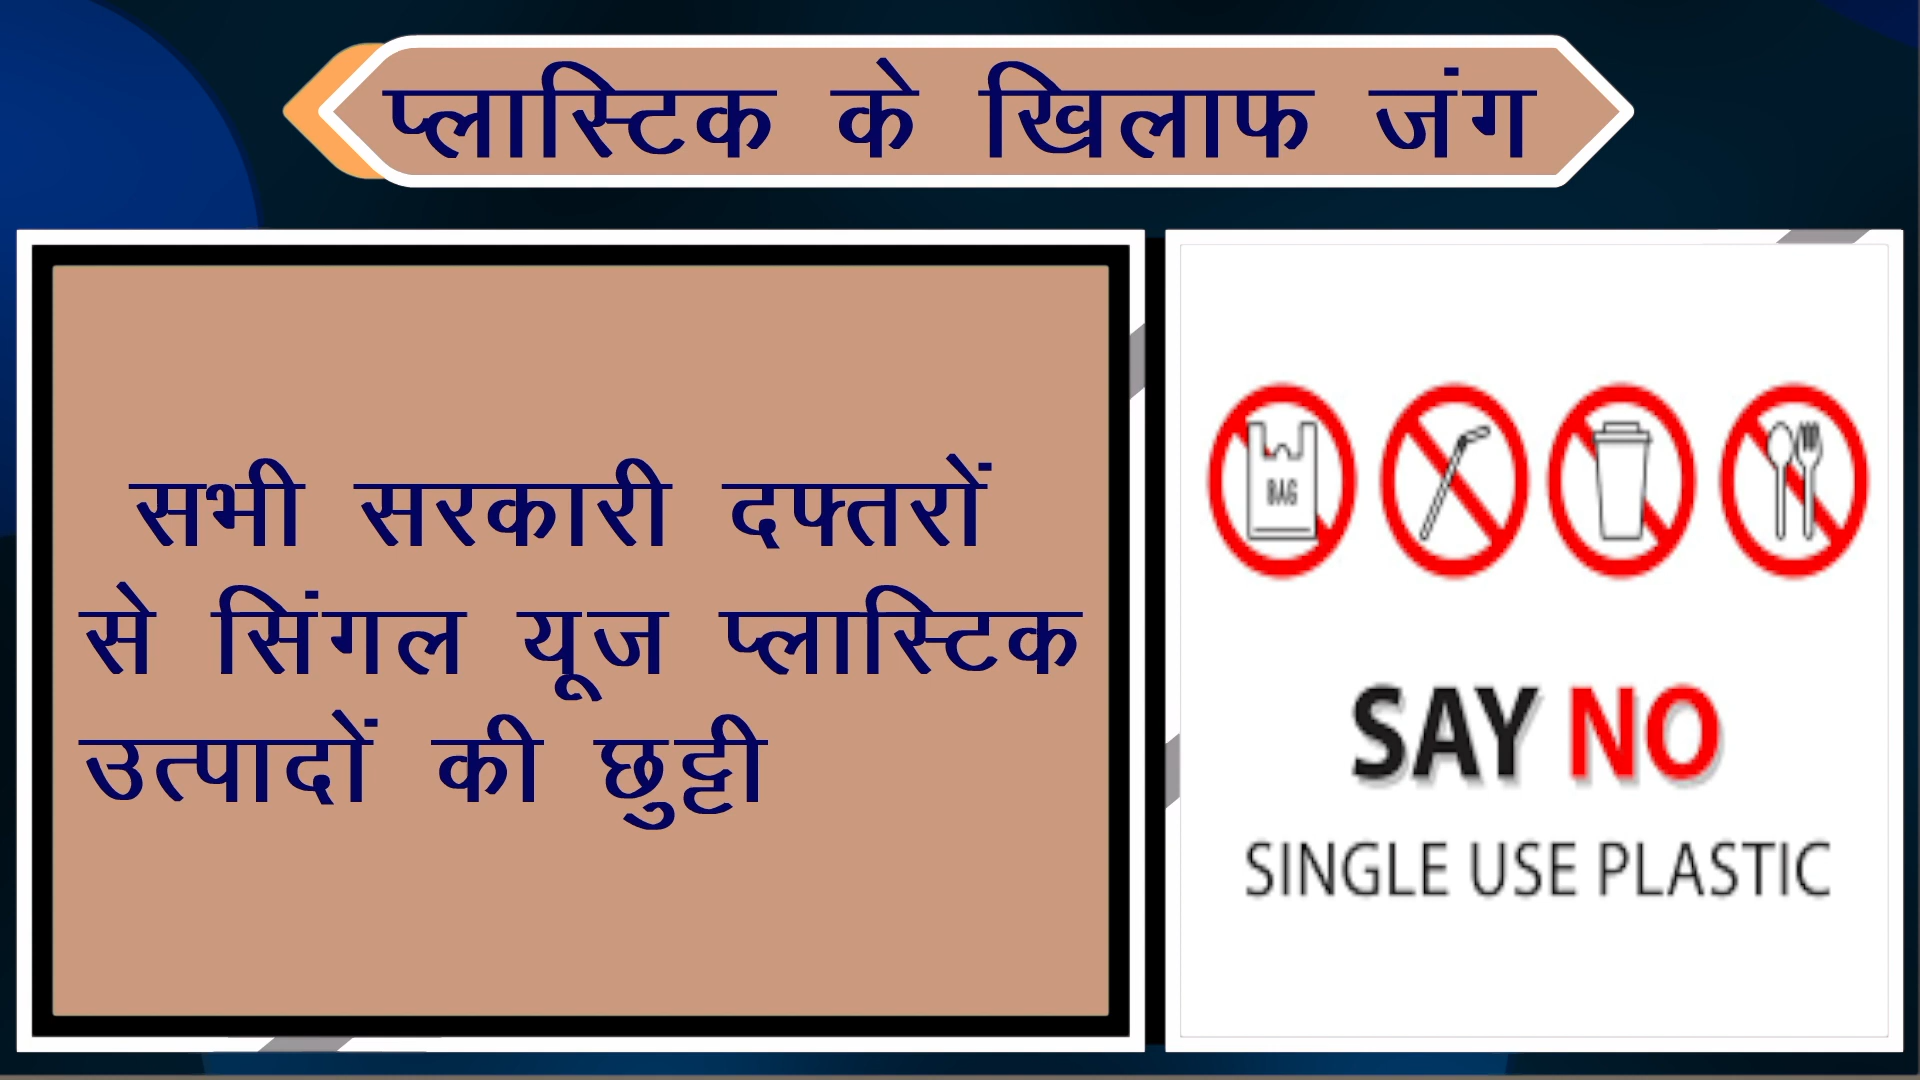 प्लास्टिक के खिलाफ जंग
सभी सरकारी दफ्तरों
से सिंगल यूज प्लास्टिक
उत्पादों की छुट्टी
BAG
SAY NO
SINGLE USE PLASTIC